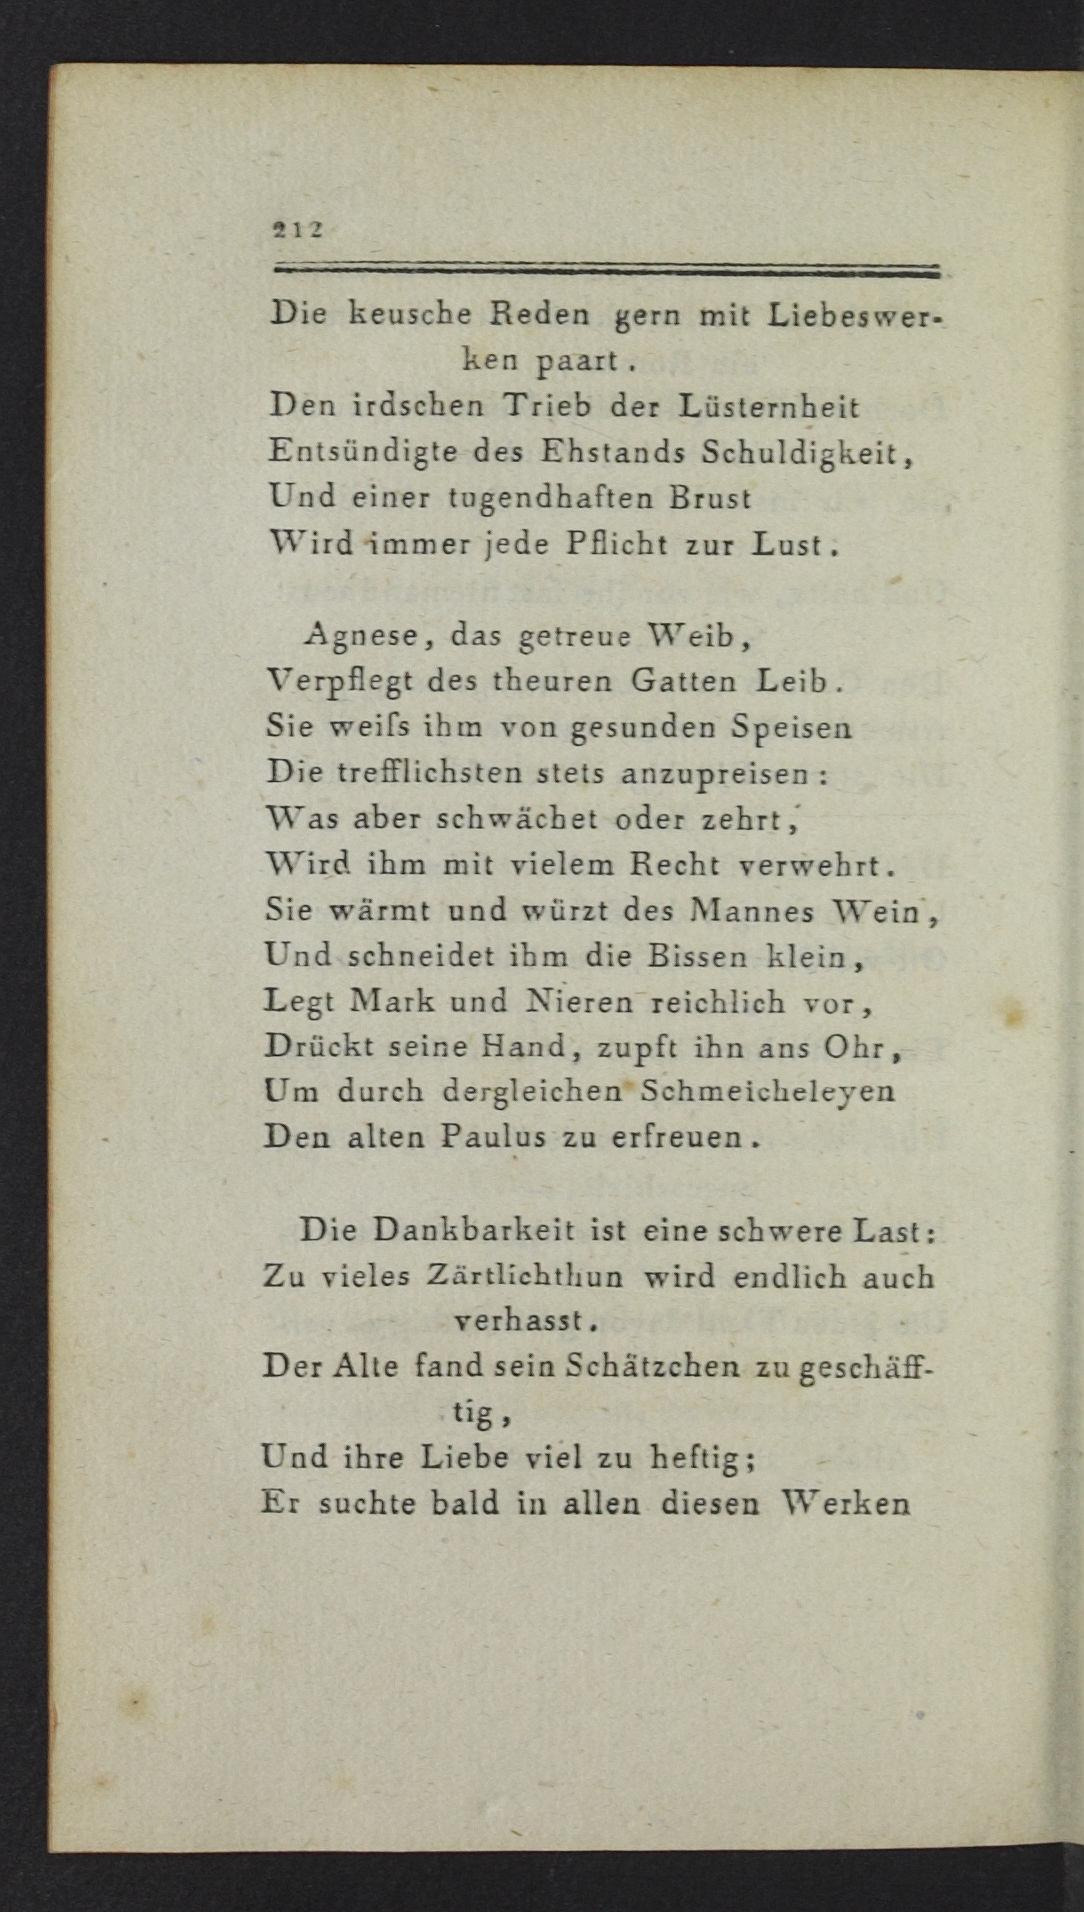 212
Die keusche Reden gern mit Liebeswer-
ken paart.
Den irdschen Trieb der Lüsternheit
Entsündigte des Ehstands Schuldigkeit,
Und einer tugendhaften Brust
Wird immer jede Pflicht zur Lust.
Agnese, das getreue Weib,
Verpflegt des theuren Gatten Leib.
Sie weiſs ihm von gesunden Speisen
Die trefflichsten stets anzupreisen:
Was aber schwächet oder zehrt,
Wird ihm mit vielem Recht verwehrt.
Sie wärmt und würzt des Mannes Wein,
Und schneidet ihm die Bissen klein,
Legt Mark und Nieren reichlich vor,
Drückt seine Hand, zupft ihn ans Ohr,
Um durch dergleichen Schmeicheleyen
Den alten Paulus zu erfreuen.
Die Dankbarkeit ist eine schwere Last:
Zu vieles Zärtlichthun wird endlich auch
verhasst.
Der Alte fand sein Schätzchen zu geschäff-
tig,
Und ihre Liebe viel zu heftig;
Er suchte bald in allen diesen Werken